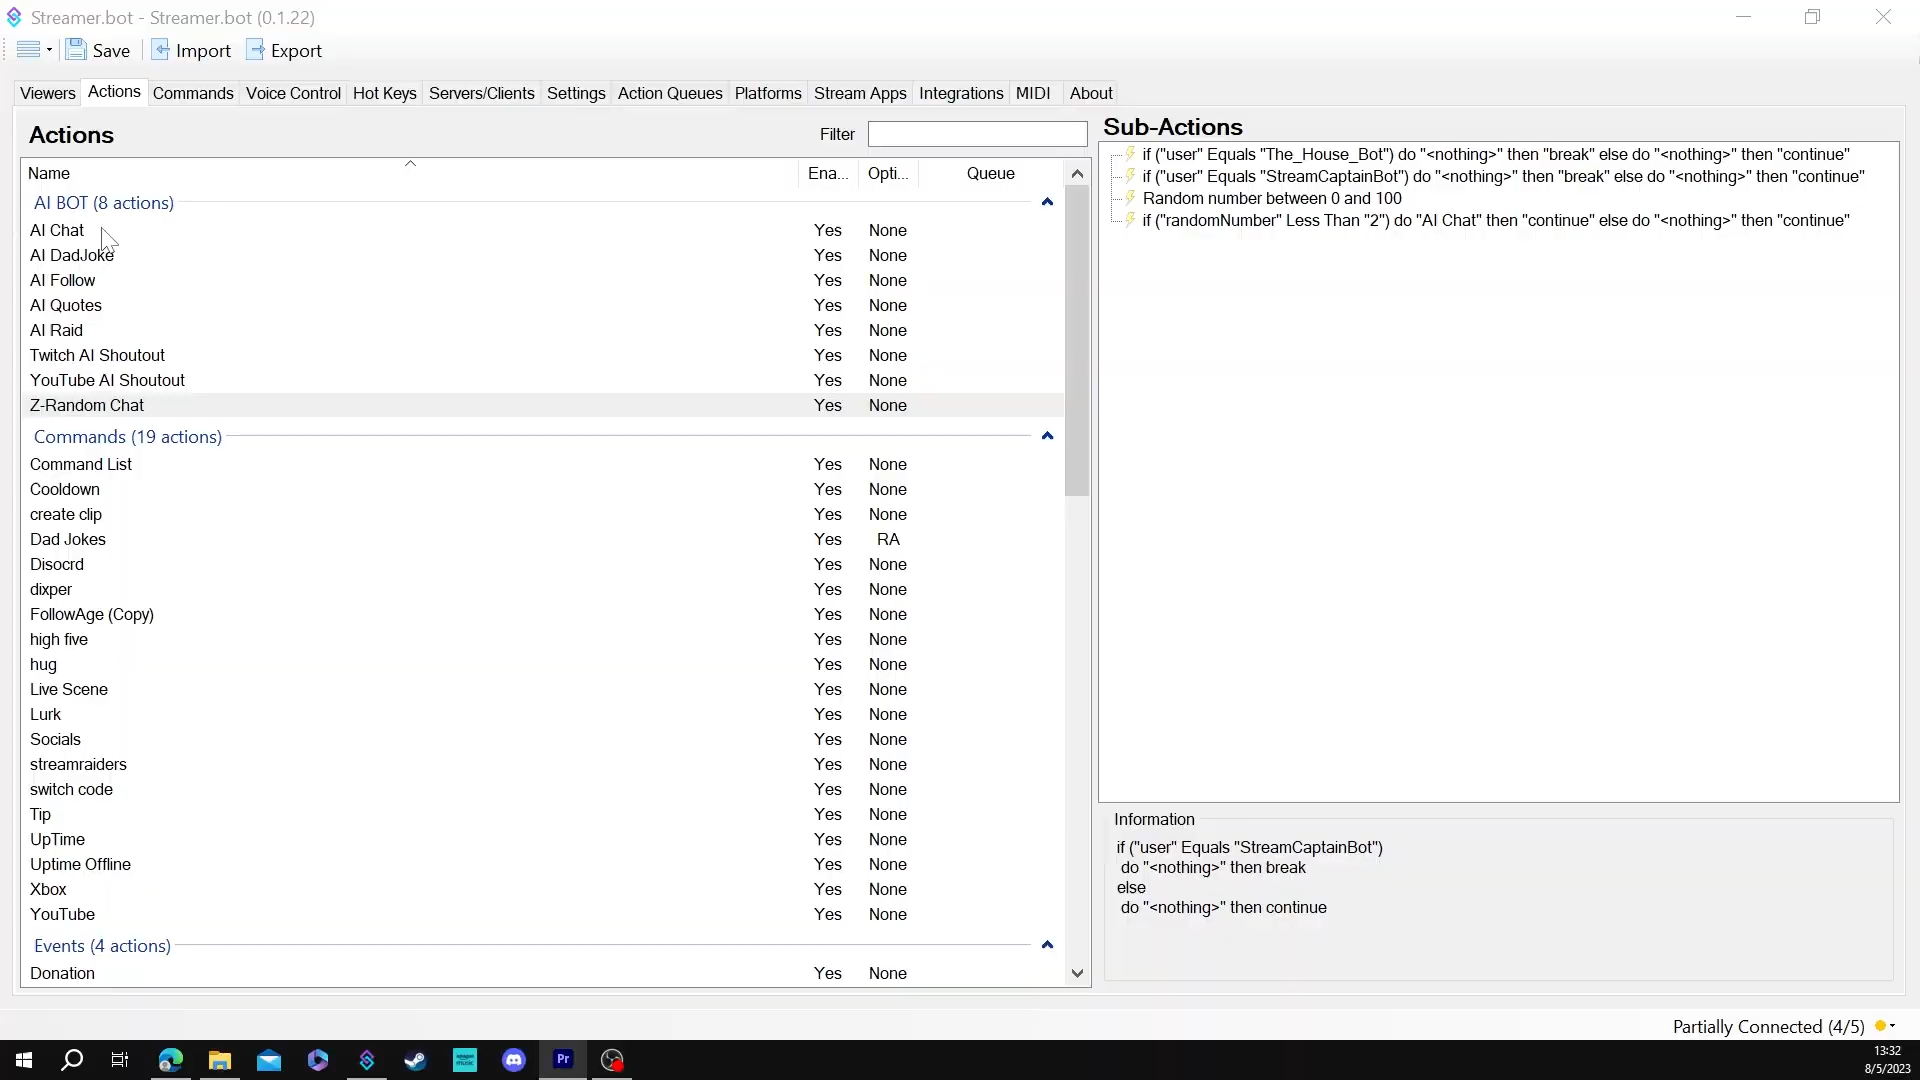 Streamer.bot - Streamer.bot (0.1.22)
Save Import Export
Viewers Actions Commands Voice Control Hot Keys Servers/Clients Settings Action Queues Platforms Stream Apps Integrations MIDI About
Actions
Filter
Name Ena... Opti... Queue
AI BOT (8 actions)
AI Chat Yes None
AI DadJoke Yes None
AI Follow Yes None
AI Quotes Yes None
AI Raid Yes None
Twitch AI Shoutout Yes None
YouTube AI Shoutout Yes None
Z-Random Chat Yes None
Commands (19 actions)
Command List Yes None
Cooldown Yes None
create clip Yes None
Dad Jokes Yes RA
Disocrd Yes None
dixper Yes None
FollowAge (Copy) Yes None
high five Yes None
hug Yes None
Live Scene Yes None
Lurk Yes None
Socials Yes None
streamraiders Yes None
switch code Yes None
Tip Yes None
UpTime Yes None
Uptime Offline Yes None
Xbox Yes None
YouTube Yes None
Events (4 actions)
Donation Yes None
Sub-Actions
if ("user" Equals "The_House_Bot") do "<nothing>" then "break" else do "<nothing>" then "continue"
if ("user" Equals "StreamCaptainBot") do "<nothing>" then "break" else do "<nothing>" then "continue"
Random number between 0 and 100
if ("randomNumber" Less Than "2") do "AI Chat" then "continue" else do "<nothing>" then "continue"
Information
if ("user" Equals "StreamCaptainBot")
do "<nothing>" then break
else
do "<nothing>" then continue
Partially Connected (4/5)
amazon
music
Pr
13:32
8/5/2023